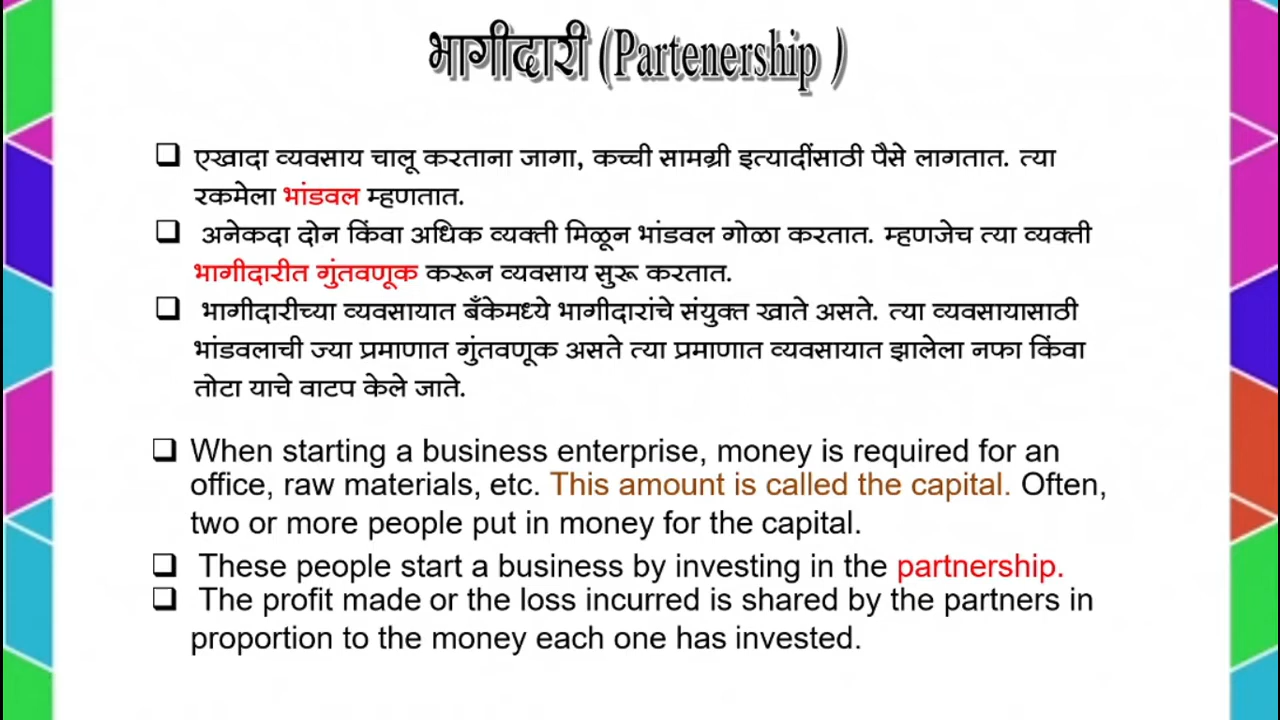 भागीदारी (Partenership )
❑ एखादा व्यवसाय चालू करताना जागा, कच्ची सामग्री इत्यादींसाठी पैसे लागतात. त्या
रकमेला भांडवल म्हणतात.
❑ अनेकदा दोन किंवा अधिक व्यक्ती मिळून भांडवल गोळा करतात. म्हणजेच त्या व्यक्ती
भागीदारीत गुंतवणूक करून व्यवसाय सुरू करतात.
❑ भागीदारीच्या व्यवसायात बँकेमध्ये भागीदारांचे संयुक्त खाते असते. त्या व्यवसायासाठी
भांडवलाची ज्या प्रमाणात गुंतवणूक असते त्या प्रमाणात व्यवसायात झालेला नफा किंवा
तोटा याचे वाटप केले जाते.
❑ When starting a business enterprise, money is required for an
office, raw materials, etc. This amount is called the capital. Often,
two or more people put in money for the capital.
❑ These people start a business by investing in the partnership.
❑ The profit made or the loss incurred is shared by the partners in
proportion to the money each one has invested.